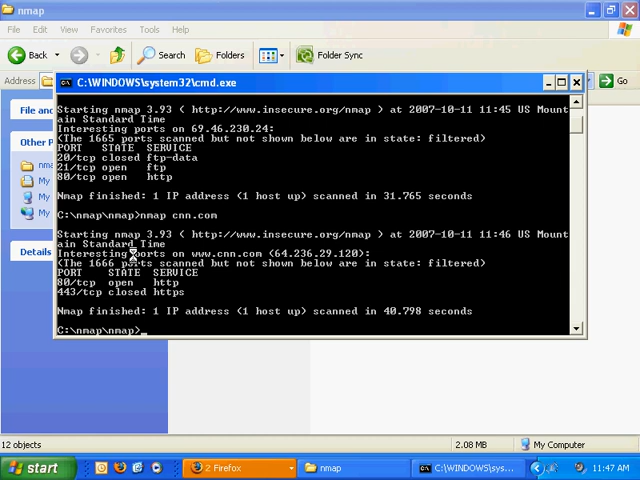 nmap
File Edit View Favorites Tools Help
Back Search Folders Folder Sync
Address Go
C:\WINDOWS\system32\cmd.exe
File an
Other P
nma
My
My
My
Details
Starting nmap 3.93 ( http://www.insecure.org/nmap ) at 2007-10-11 11:45 US Mount
ain Standard Time
Interesting ports on 69.46.230.24:
(The 1665 ports scanned but not shown below are in state: filtered)
PORT STATE SERVICE
20/tcp closed ftp-data
21/tcp open ftp
80/tcp open http
Nmap finished: 1 IP address (1 host up) scanned in 31.765 seconds
C:\nmap\nmap>nmap cnn.com
Starting nmap 3.93 ( http://www.insecure.org/nmap ) at 2007-10-11 11:46 US Mount
ain Standard Time
Interesting ports on www.cnn.com (64.236.29.120):
(The 1666 ports scanned but not shown below are in state: filtered)
PORT STATE SERVICE
80/tcp open http
443/tcp closed https
Nmap finished: 1 IP address (1 host up) scanned in 40.798 seconds
C:\nmap\nmap>_
12 objects 2.08 MB My Computer
start 2 Firefox nmap C:\WINDOWS\sy... 11:47 AM